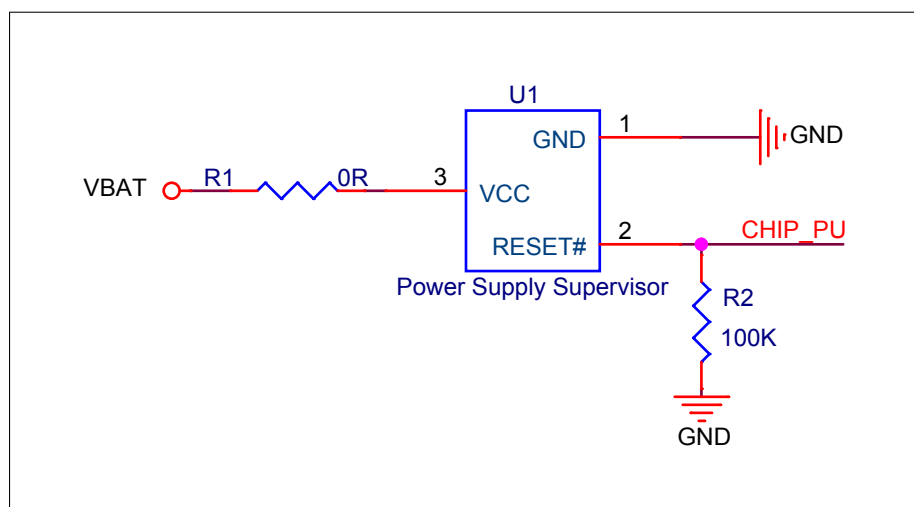 U1
1
GND
GND
VBAT
R1
0R
3
VCC
2
CHIP_PU
RESET#
Power Supply Supervisor
R2
100K
GND